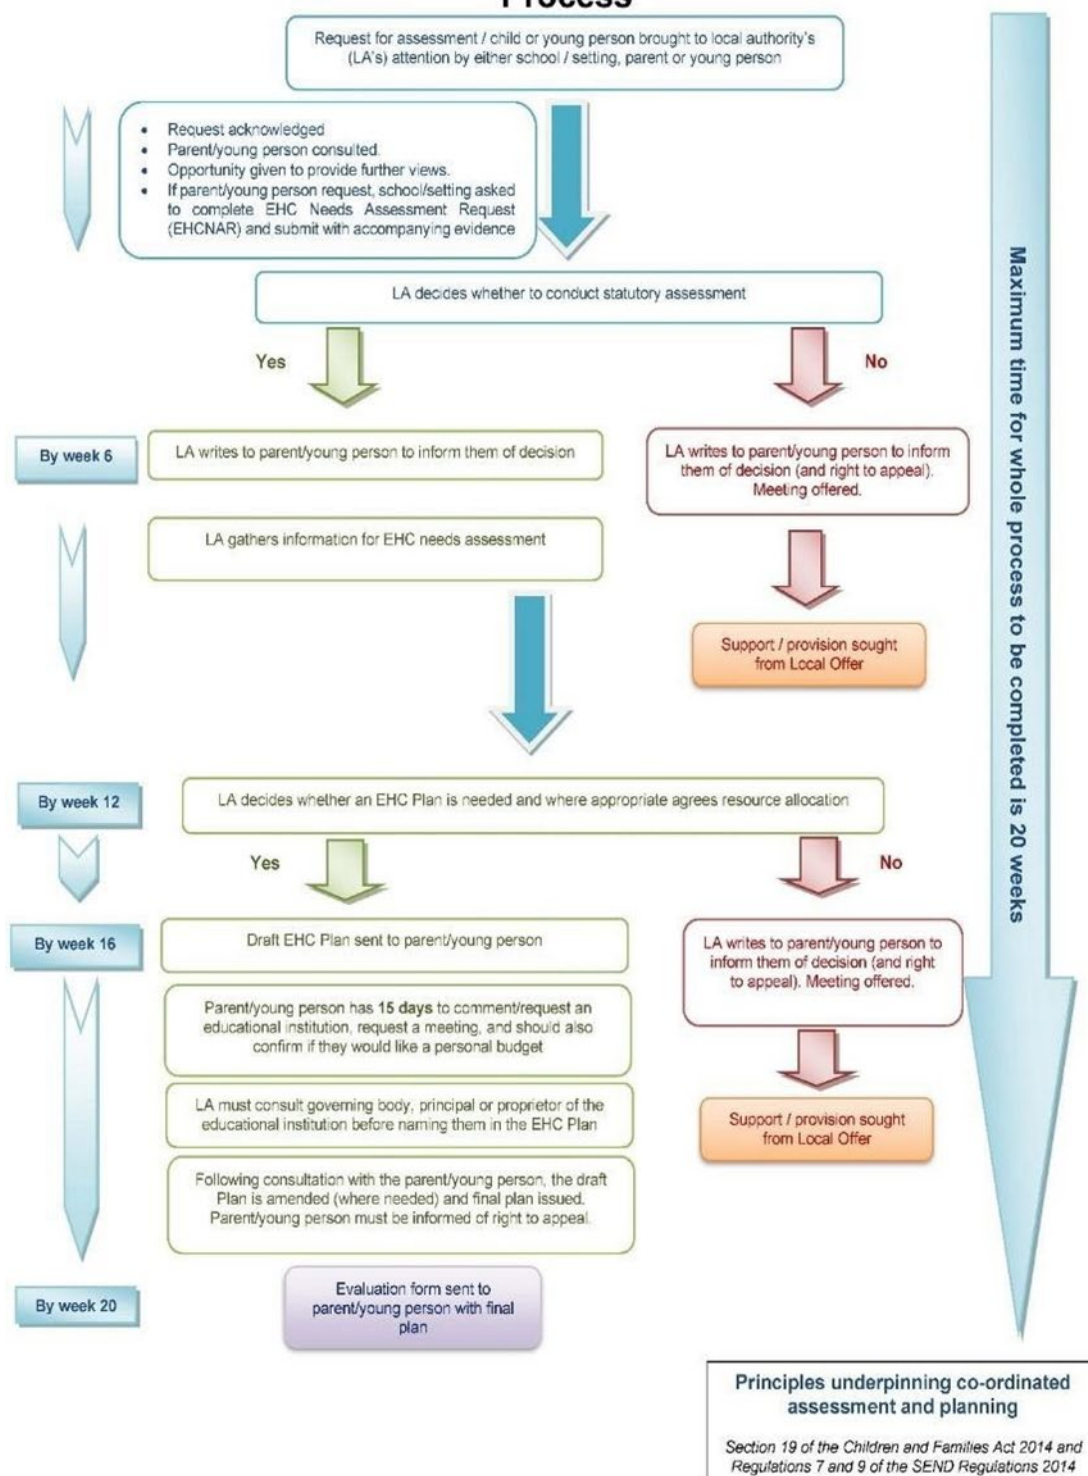 Process
Request for assessment / child or young person brought to local authority's
(LA's) attention by either school / setting, parent or young person
• Request acknowledged
• Parent/young person consulted.
• Opportunity given to provide further views.
• If parent/young person request, school/setting asked
to complete EHC Needs Assessment Request
(EHCNAR) and submit with accompanying evidence
LA decides whether to conduct statutory assessment
Yes
No
By week 6
LA writes to parent/young person to inform them of decision
LA writes to parent/young person to inform
them of decision (and right to appeal).
Meeting offered.
LA gathers information for EHC needs assessment
Support / provision sought
from Local Offer
By week 12
LA decides whether an EHC Plan is needed and where appropriate agrees resource allocation
Yes
No
By week 16
Draft EHC Plan sent to parent/young person
LA writes to parent/young person to
inform them of decision (and right
to appeal). Meeting offered.
Parent/young person has 15 days to comment/request an
educational institution, request a meeting, and should also
confirm if they would like a personal budget
LA must consult governing body, principal or proprietor of the
educational institution before naming them in the EHC Plan
Support / provision sought
from Local Offer
Following consultation with the parent/young person, the draft
Plan is amended (where needed) and final plan issued.
Parent/young person must be informed of right to appeal.
By week 20
Evaluation form sent to
parent/young person with final
plan
Maximum time for whole process to be completed is 20 weeks
Principles underpinning co-ordinated
assessment and planning
Section 19 of the Children and Families Act 2014 and
Regulations 7 and 9 of the SEND Regulations 2014